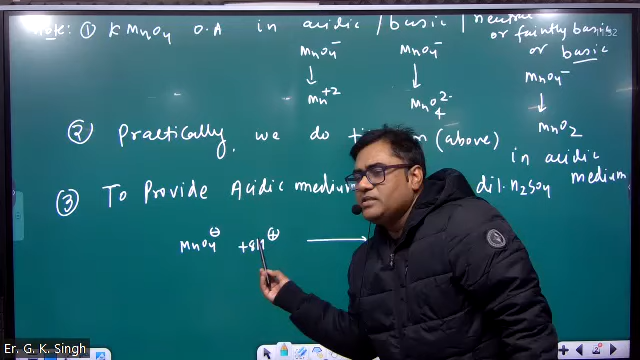 Note: ① KMnO4 O.A in acidic / basic / neutral
or faintly basic
or basic
MnO4⁻ MnO4⁻ MnO4⁻
↓ ↓ ↓
Mn⁺² MnO4²⁻ MnO2
② Practically, we do (above)
in acidic
medium
③ To Provide Acidic medium dil. H2SO4
MnO4⊖ +8H⊕ →
Er. G. K. Singh